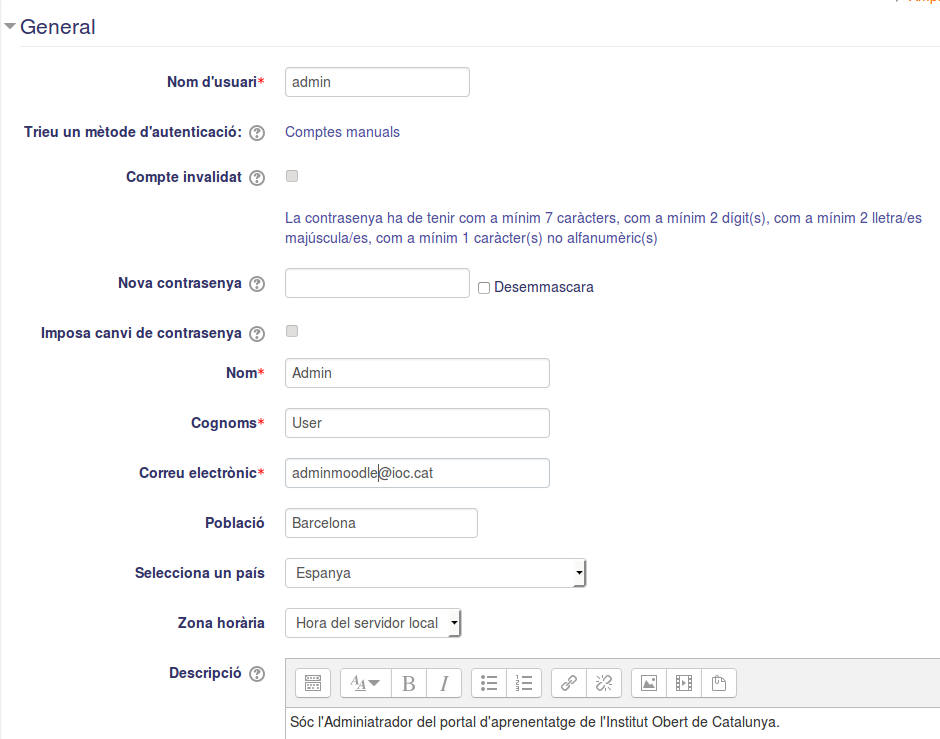 General
Nom d'usuari* admin
Trieu un mètode d'autenticació: Comptes manuals
Compte invalidat
La contrasenya ha de tenir com a mínim 7 caràcters, com a mínim 2 dígit(s), com a mínim 2 lletra/es
majúscula/es, com a mínim 1 caràcter(s) no alfanumèric(s)
Nova contrasenya Desemmascara
Imposa canvi de contrasenya
Nom* Admin
Cognoms* User
Correu electrònic* adminmoodle@ioc.cat
Població Barcelona
Selecciona un país Espanya
Zona horària Hora del servidor local
Descripció
Sóc l'Adminiatrador del portal d'aprenentatge de l'Institut Obert de Catalunya.